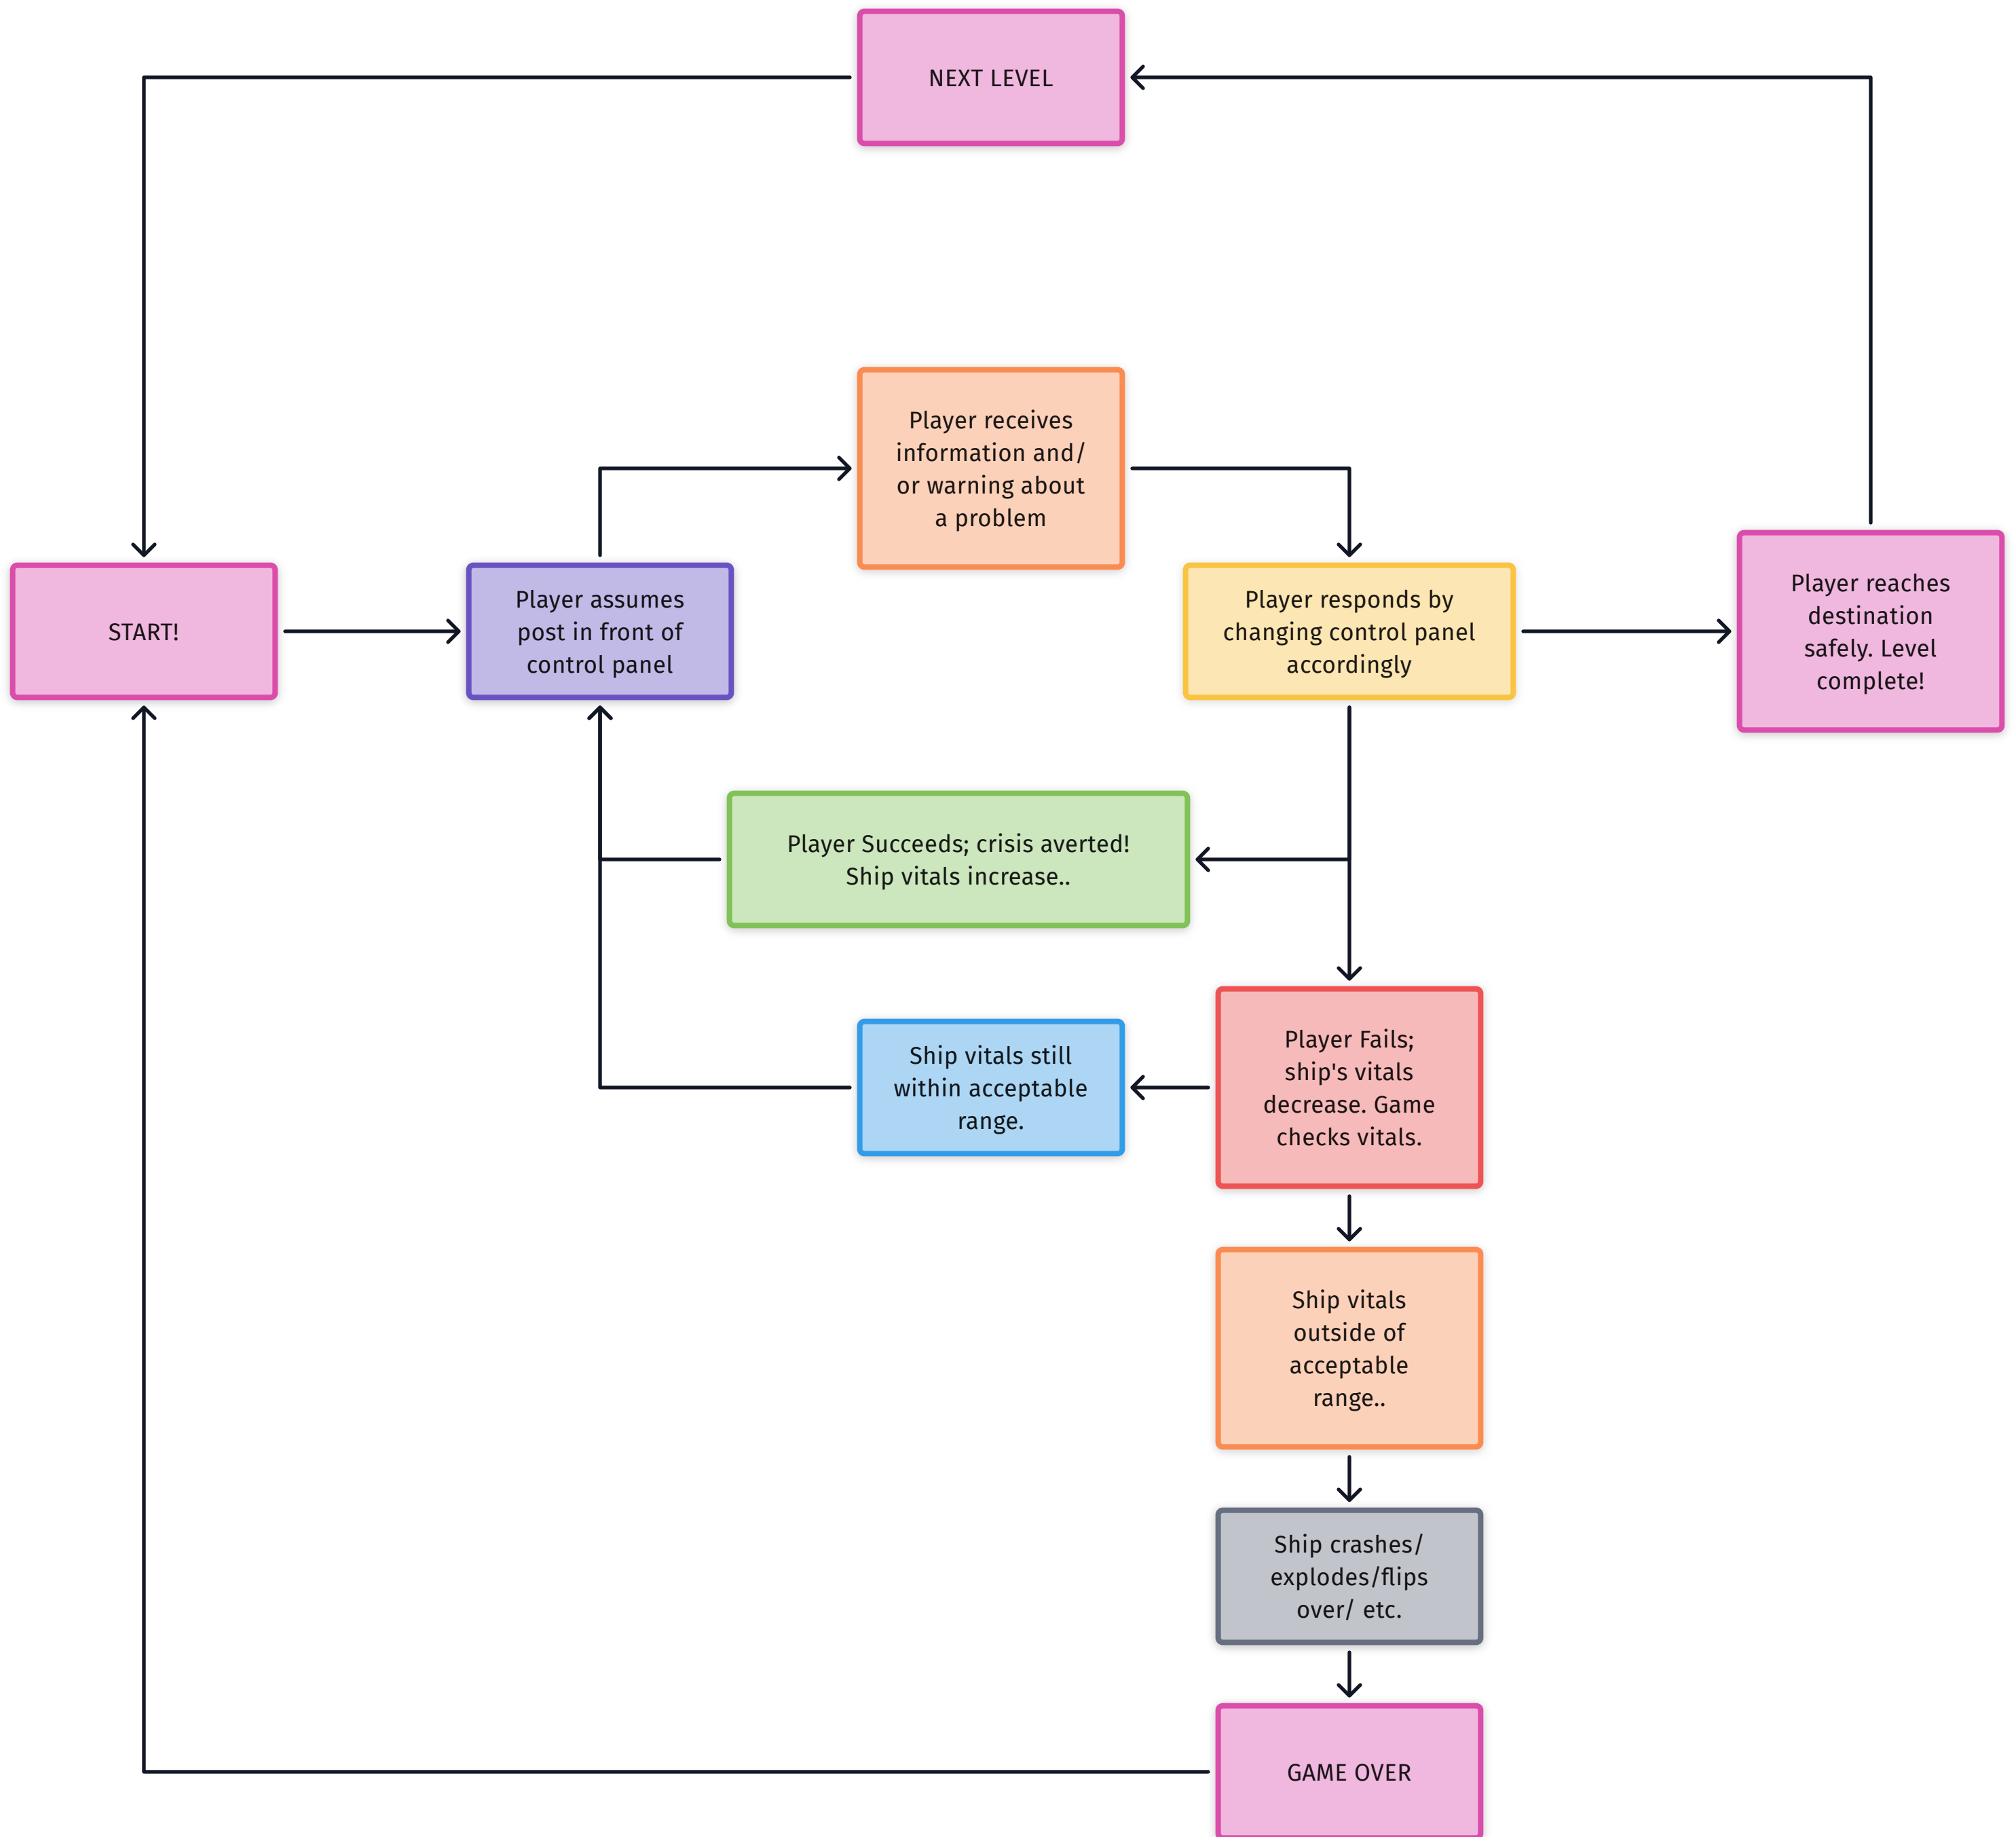 NEXT LEVEL
Player receives
information and/
or warning about
a problem
START!
Player assumes
post in front of
control panel
Player responds by
changing control panel
accordingly
Player reaches
destination
safely. Level
complete!
Player Succeeds; crisis averted!
Ship vitals increase..
Ship vitals still
within acceptable
range.
Player Fails;
ship's vitals
decrease. Game
checks vitals.
Ship vitals
outside of
acceptable
range..
Ship crashes/
explodes/flips
over/ etc.
GAME OVER